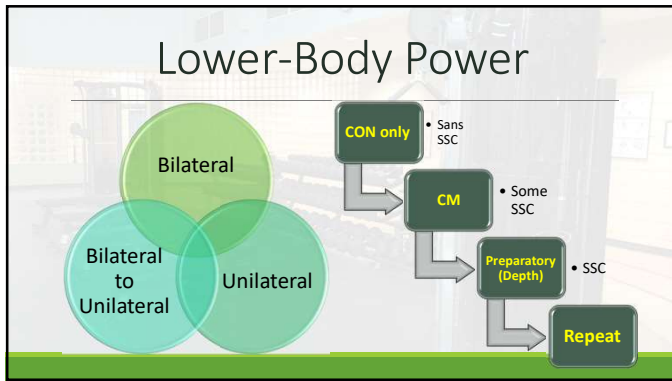 Lower-Body Power
Bilateral
Bilateral
to
Unilateral
Unilateral
CON only
• Sans
SSC
CM
• Some
SSC
Preparatory
(Depth)
• SSC
Repeat